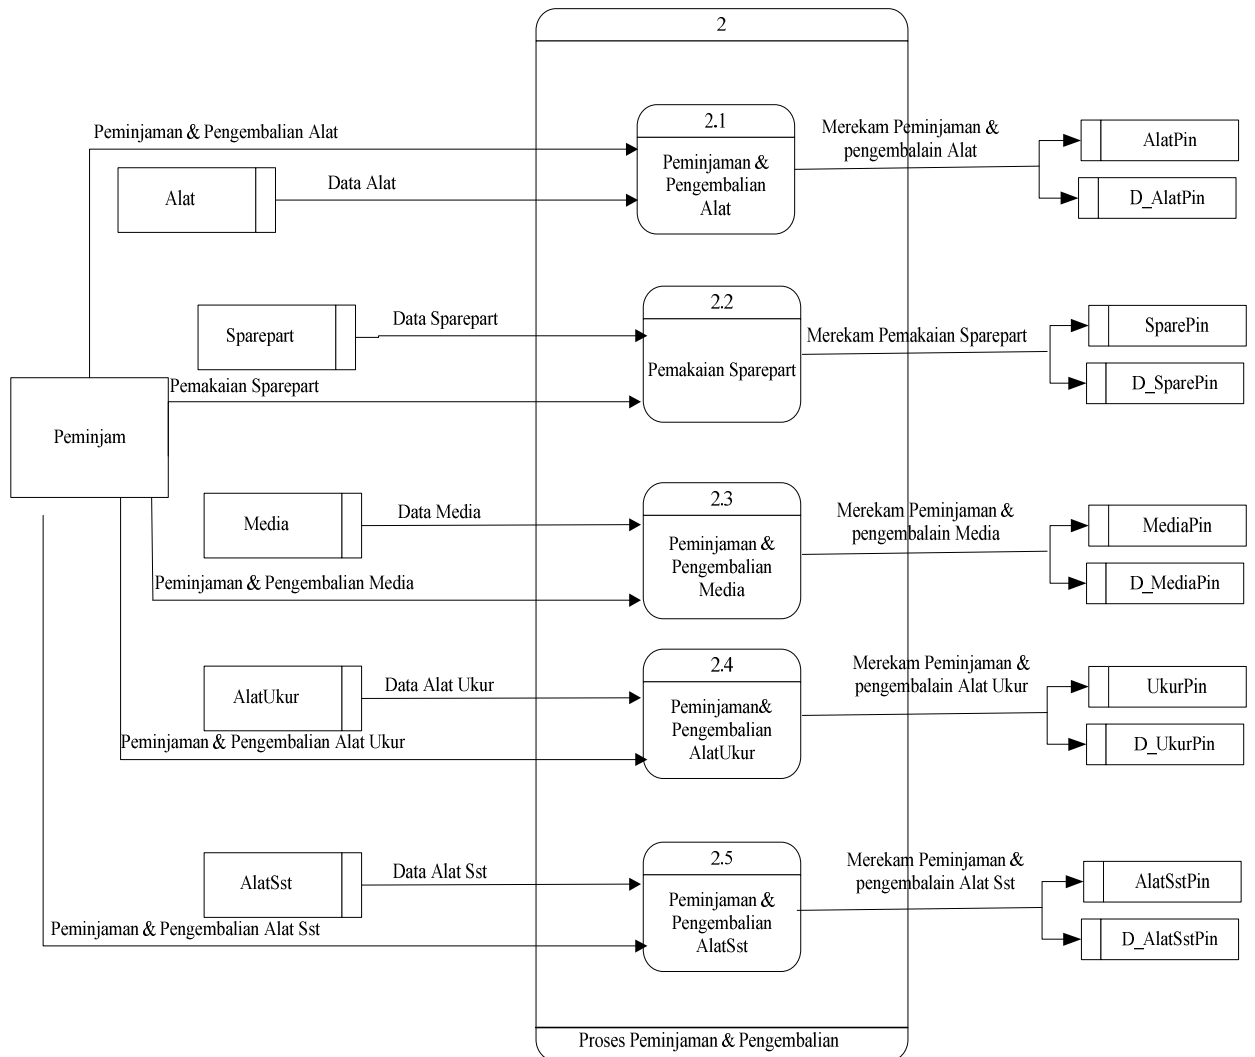 2
Peminjaman & Pengembalian Alat
2.1
Peminjaman &
Pengembalian
Alat
Merekam Peminjaman &
pengembalain Alat
AlatPin
D_AlatPin
Alat
Data Alat
Sparepart
Data Sparepart
2.2
Pemakaian Sparepart
Merekam Pemakaian Sparepart
SparePin
D_SparePin
Pemakaian Sparepart
Peminjam
Media
Data Media
2.3
Peminjaman &
Pengembalian
Media
Merekam Peminjaman &
pengembalain Media
MediaPin
D_MediaPin
Peminjaman & Pengembalian Media
AlatUkur
Data Alat Ukur
2.4
Peminjaman&
Pengembalian
AlatUkur
Merekam Peminjaman &
pengembalain Alat Ukur
UkurPin
D_UkurPin
Peminjaman & Pengembalian Alat Ukur
AlatSst
Data Alat Sst
2.5
Peminjaman &
Pengembalian
AlatSst
Merekam Peminjaman &
pengembalain Alat Sst
AlatSstPin
D_AlatSstPin
Peminjaman & Pengembalian Alat Sst
Proses Peminjaman & Pengembalian